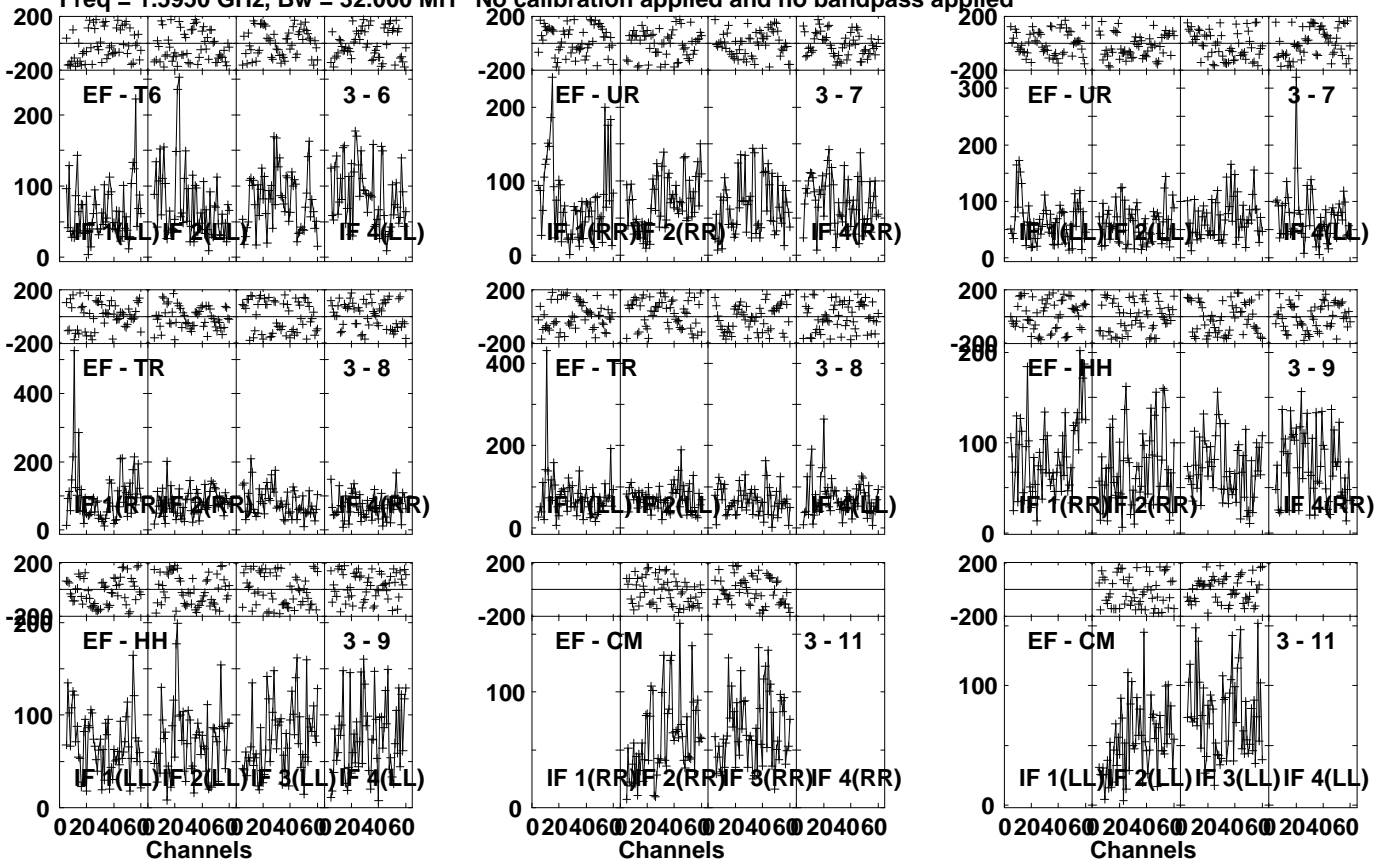 Freq = 1.5950 GHz, Bw = 32.000 MH No calibration applied and no bandpass applied
200
-200
EF - T6 3 - 6
200
100
0
IF 1(LL) IF 2(LL) IF 4(LL)
200
-200
EF - UR 3 - 7
200
100
0
IF 1(RR) IF 2(RR) IF 4(RR)
200
-200
300
EF - UR 3 - 7
200
100
0
IF 1(LL) IF 2(LL) IF 4(LL)
200
-200
EF - TR 3 - 8
400
200
0
IF 1(RR) IF 2(RR) IF 4(RR)
200
-200
400
EF - TR 3 - 8
200
0
IF 1(LL) IF 2(LL) IF 4(LL)
200
-200
200
EF - HH 3 - 9
100
0
IF 1(RR) IF 2(RR) IF 4(RR)
200
-200
200
EF - HH 3 - 9
100
0
IF 1(LL) IF 2(LL) IF 3(LL) IF 4(LL)
0 20 40 60 0 20 40 60 0 20 40 60 0 20 40 60
Channels
200
-200
EF - CM 3 - 11
100
0
IF 1(RR) IF 2(RR) IF 3(RR) IF 4(RR)
0 20 40 60 0 20 40 60 0 20 40 60 0 20 40 60
Channels
200
-200
EF - CM 3 - 11
100
0
IF 1(LL) IF 2(LL) IF 3(LL) IF 4(LL)
0 20 40 60 0 20 40 60 0 20 40 60 0 20 40 60
Channels